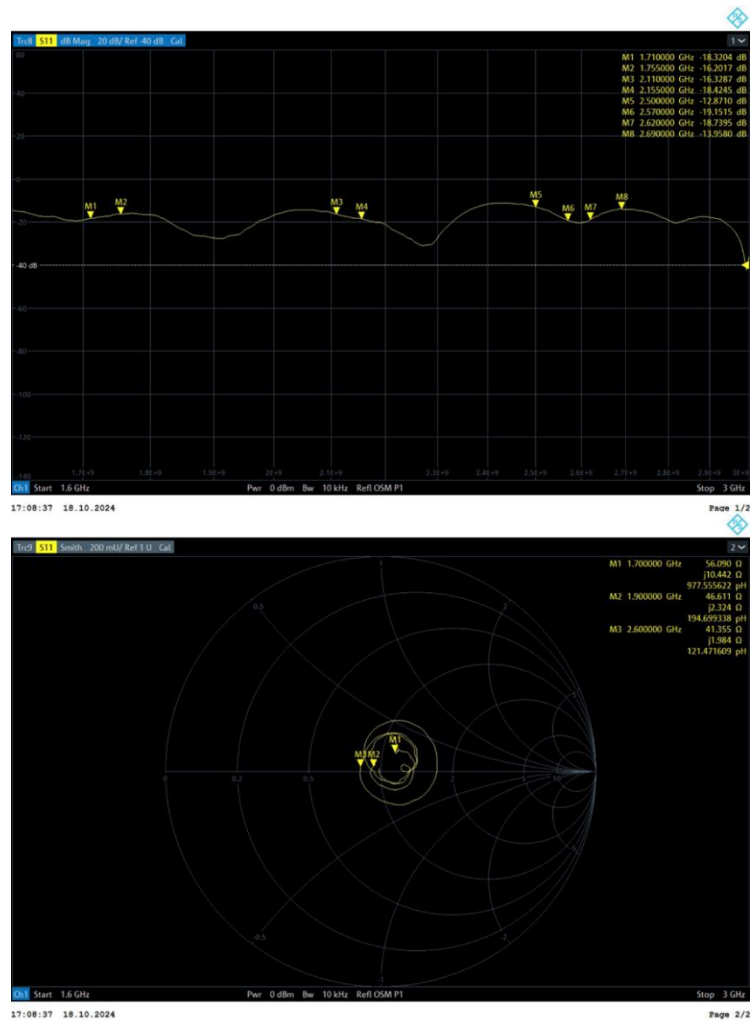 Trc8 S11 dB Mag 20 dB/ Ref -40 dB Cal 1
M1 1.710000 GHz -18.3204 dB
M2 1.755000 GHz -16.2017 dB
M3 2.110000 GHz -16.3287 dB
M4 2.155000 GHz -18.4245 dB
M5 2.500000 GHz -12.8710 dB
M6 2.570000 GHz -19.1515 dB
M7 2.620000 GHz -18.7395 dB
M8 2.690000 GHz -13.9580 dB
60
-20
-0
M1 M2 M3 M4 M5 M6 M7 M8
-20
-40 dB
-60
-80
-100
-120
-140
Ch1 Start 1.6 GHz Pwr 0 dBm Bw 10 kHz Refl OSM P1 Stop 3 GHz
17:08:37 18.10.2024 Page 1/2
Trc9 S11 Smith 200 mU/ Ref 1 U Cal 2
M1 1.700000 GHz 56.090 Ω
j10.442 Ω
977.555622 pH
M2 1.900000 GHz 46.611 Ω
j2.324 Ω
194.699338 pH
M3 2.600000 GHz 41.355 Ω
j1.984 Ω
121.471609 pH
1
0.5 2
5
M1
M3 M2
0 0.2 0.5 2 5 10
-0.5 -2
-1
Ch1 Start 1.6 GHz Pwr 0 dBm Bw 10 kHz Refl OSM P1 Stop 3 GHz
17:08:37 18.10.2024 Page 2/2